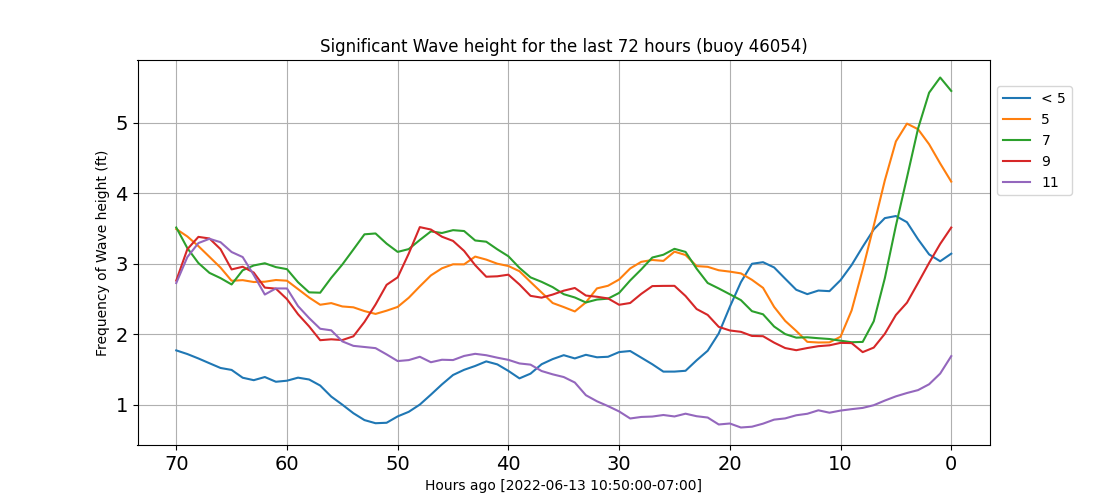 Significant Wave height for the last 72 hours (buoy 46054)
Frequency of Wave height (ft)
5
4
3
2
1
70 60 50 40 30 20 10 0
Hours ago [2022-06-13 10:50:00-07:00]
< 5
5
7
9
11